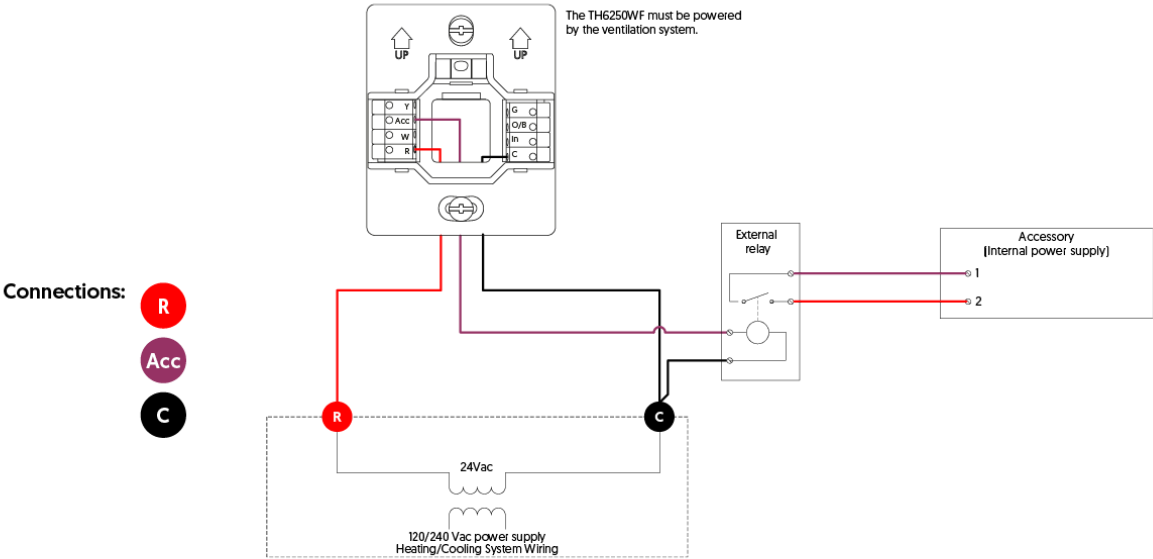 The TH6250WF must be powered
by the ventilation system.
UP
UP
Y
Acc
W
R
G
O/B
In
C
External
relay
Accessory
(Internal power supply)
1
2
Connections:
R
Acc
C
R
C
24Vac
120/240 Vac power supply
Heating/Cooling System Wiring